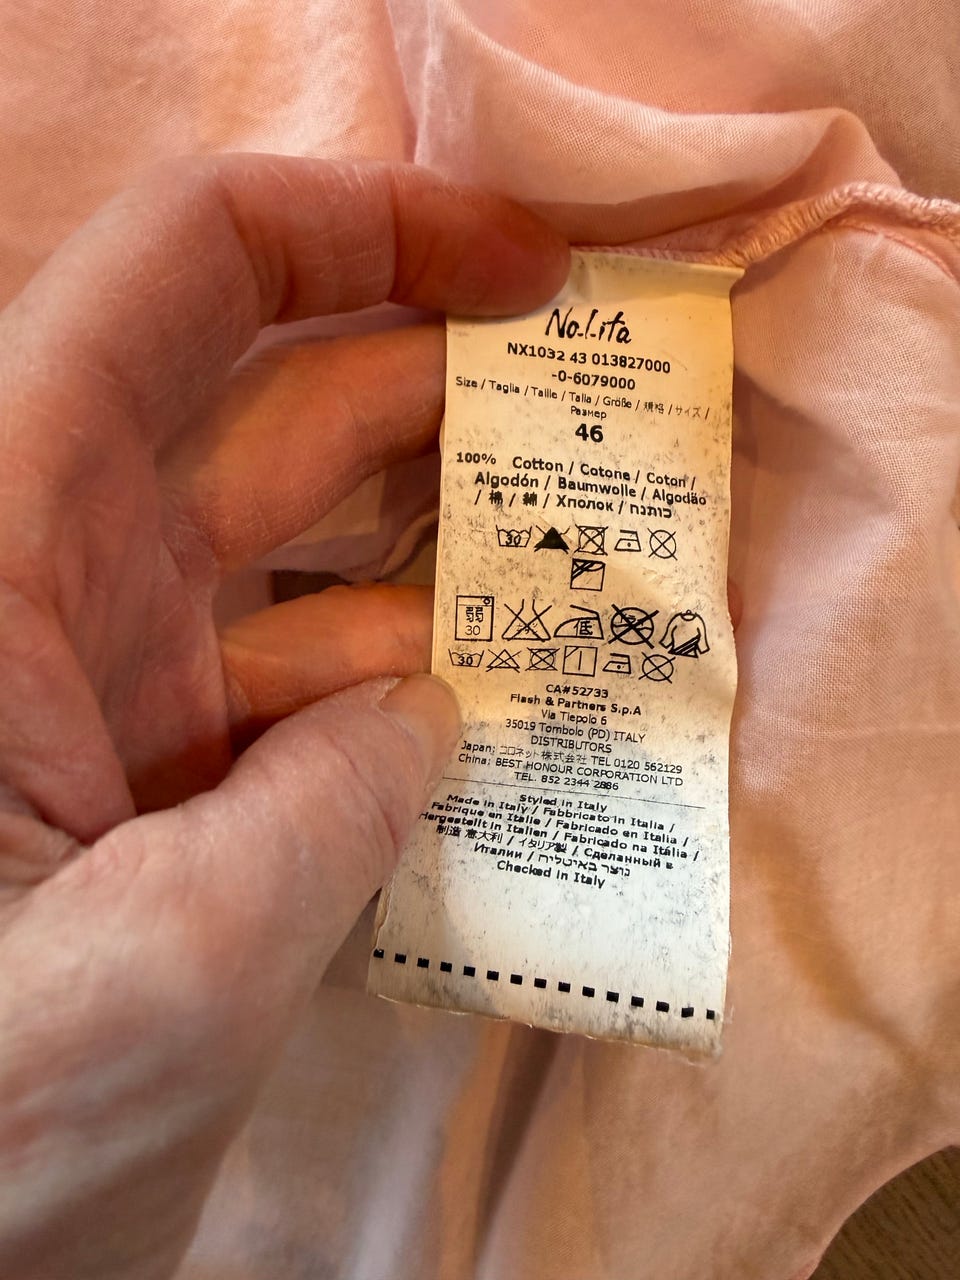 No.l.ita
NX1032 43 013827000
-0-6079000
Size / Taglia / Taille / Talla / Größe / 規格 / サイズ /
Размер
46
100% Cotton / Cotone / Coton /
Algodón / Baumwolle / Algodão
/ 棉 / 綿 / Хлопок / כותנה
30
弱
30
低
30
CA#52733
Flash & Partners S.p.A
Via Tiepolo 6
35019 Tombolo (PD) ITALY
DISTRIBUTORS
Japan: コロネット株式会社 TEL 0120 562129
China: BEST HONOUR CORPORATION LTD
TEL. 852 2344 2886
Styled in Italy
Made in Italy / Fabbricato in Italia /
Fabrique en Italie / Fabricado en Italia /
Hergestellt in Italien / Fabricado na Itália /
制造 意大利 / イタリア製 / Сделанный в
Италии / נוצר באיטליה
Checked in Italy